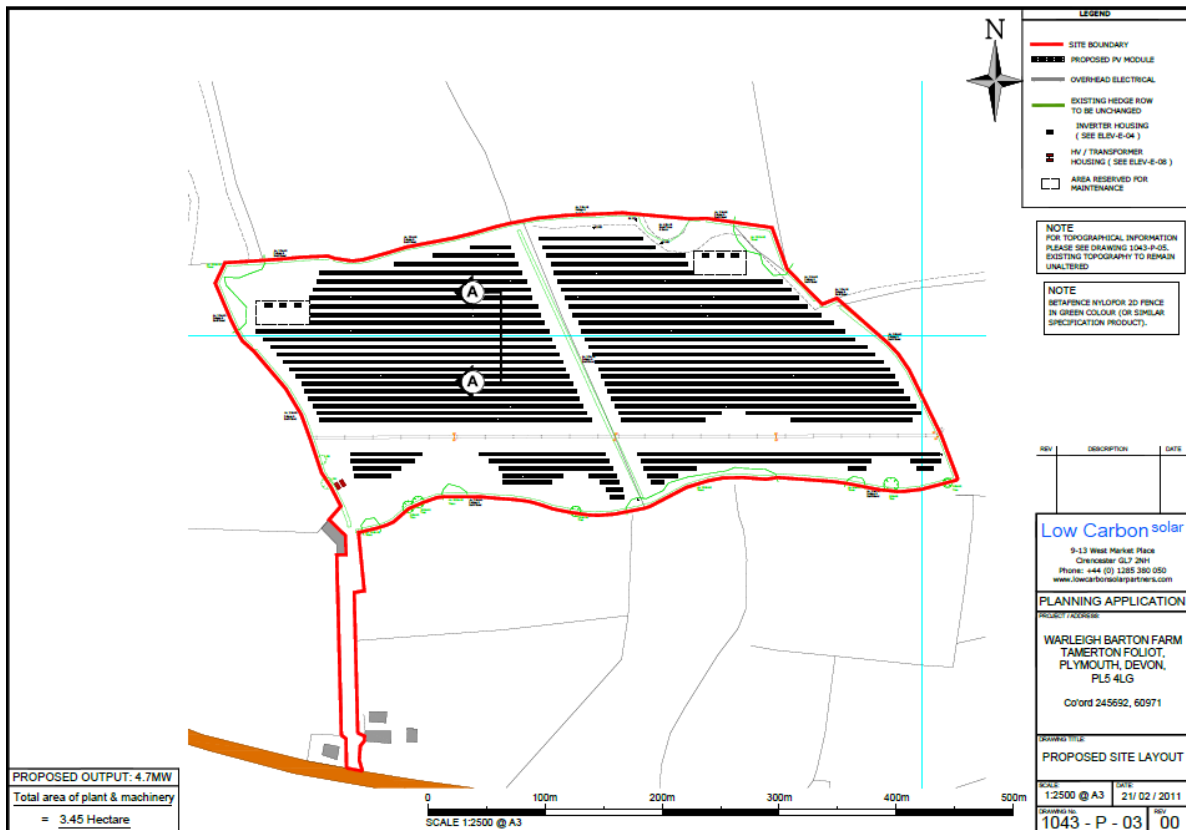 LEGEND
N
SITE BOUNDARY
PROPOSED PV MODULE
OVERHEAD ELECTRICAL
EXISTING HEDGE ROW
TO BE UNCHANGED
INVERTER HOUSING
( SEE ELEV-E-04 )
HV / TRANSFORMER
HOUSING ( SEE ELEV-E-08 )
AREA RESERVED FOR
MAINTENANCE
NOTE
FOR TOPOGRAPHICAL INFORMATION
PLEASE SEE DRAWING 1043-P-05.
EXISTING TOPOGRAPHY TO REMAIN
UNALTERED
NOTE
BETAFENCE NYLOFOR 2D FENCE
IN GREEN COLOUR (OR SIMILAR
SPECIFICATION PRODUCT).
A
A
REV DESCRIPTION DATE
Low Carbon solar
9-13 West Market Place
Cirencester GL7 2NH
Phone: +44 (0) 1285 380 050
www.lowcarbonsolarpartners.com
PLANNING APPLICATION
PROJECT / ADDRESS:
WARLEIGH BARTON FARM
TAMERTON FOLIOT,
PLYMOUTH, DEVON,
PL5 4LG
Co'ord 245692, 60971
DRAWING TITLE:
PROPOSED SITE LAYOUT
SCALE: DATE:
1:2500 @ A3 21/ 02 / 2011
DRAWING No. REV
1043 - P - 03 00
PROPOSED OUTPUT: 4.7MW
Total area of plant & machinery
= 3.45 Hectare
0 100m 200m 300m 400m 500m
SCALE 1:2500 @ A3